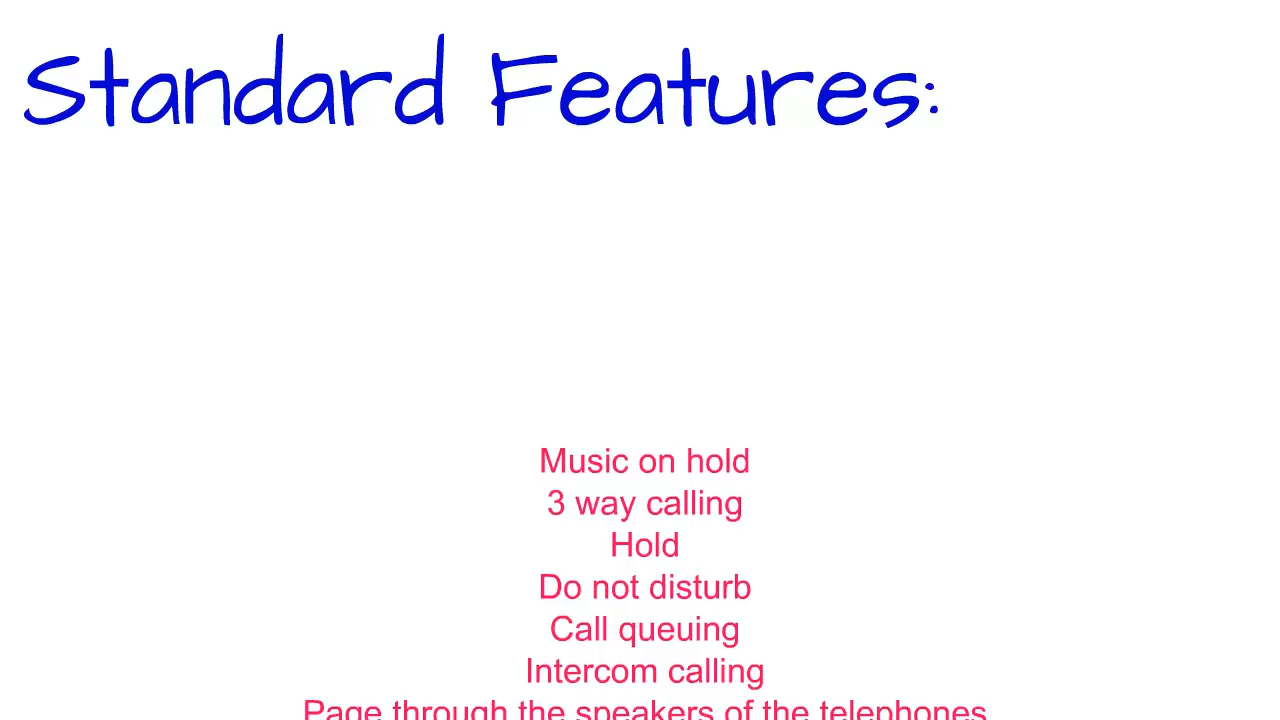 Standard Features:
Music on hold
3 way calling
Hold
Do not disturb
Call queuing
Intercom calling
Page through the speakers of the telephones